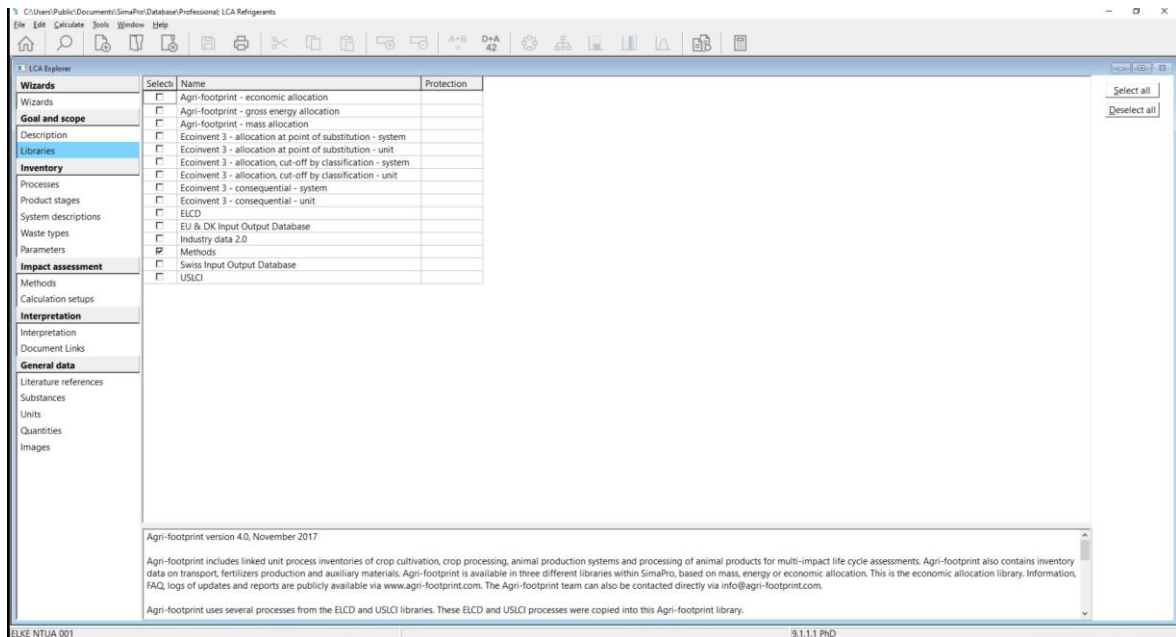 C:\Users\Public\Documents\SimaPro\Database\Professional; LCA Refrigerants
File Edit Calculate Tools Window Help
A+B
D+A
42
LCA Explorer
Wizards
Wizards
Goal and scope
Description
Libraries
Inventory
Processes
Product stages
System descriptions
Waste types
Parameters
Impact assessment
Methods
Calculation setups
Interpretation
Interpretation
Document Links
General data
Literature references
Substances
Units
Quantities
Images
Selecte Name Protection
Agri-footprint - economic allocation
Agri-footprint - gross energy allocation
Agri-footprint - mass allocation
Ecoinvent 3 - allocation at point of substitution - system
Ecoinvent 3 - allocation at point of substitution - unit
Ecoinvent 3 - allocation, cut-off by classification - system
Ecoinvent 3 - allocation, cut-off by classification - unit
Ecoinvent 3 - consequential - system
Ecoinvent 3 - consequential - unit
ELCD
EU & DK Input Output Database
Industry data 2.0
Methods
Swiss Input Output Database
USLCI
Select all
Deselect all
Agri-footprint version 4.0, November 2017
Agri-footprint includes linked unit process inventories of crop cultivation, crop processing, animal production systems and processing of animal products for multi-impact life cycle assessments. Agri-footprint also contains inventory
data on transport, fertilizers production and auxiliary materials. Agri-footprint is available in three different libraries within SimaPro, based on mass, energy or economic allocation. This is the economic allocation library. Information,
FAQ, logs of updates and reports are publicly available via www.agri-footprint.com. The Agri-footprint team can also be contacted directly via info@agri-footprint.com.
Agri-footprint uses several processes from the ELCD and USLCI libraries. These ELCD and USLCI processes were copied into this Agri-footprint library.
ELKE NTUA 001
9.1.1.1 PhD